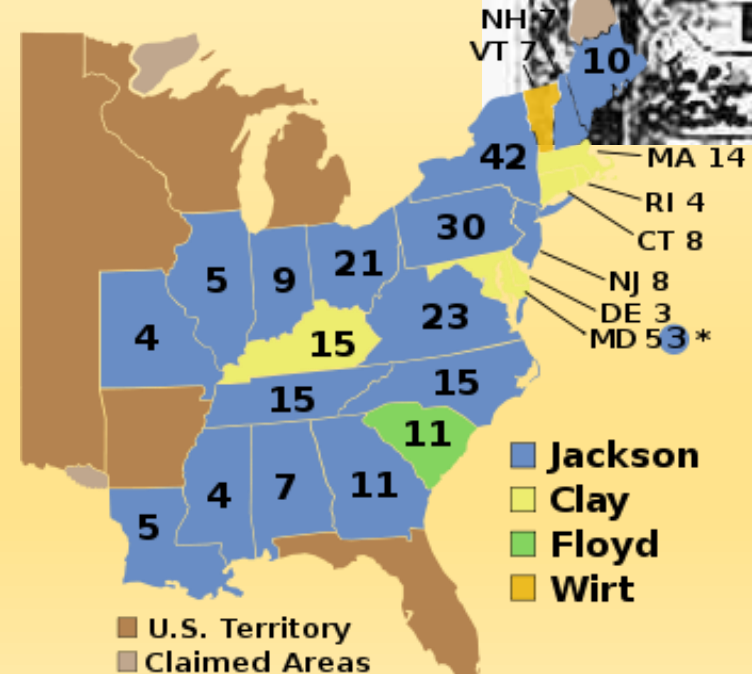 NH 7
VT 7
10
42
MA 14
RI 4
CT 8
30
21
9
5
NJ 8
DE 3
MD 5 3 *
23
4
15
15
15
11
Jackson
4
7
11
Clay
5
Floyd
Wirt
U.S. Territory
Claimed Areas